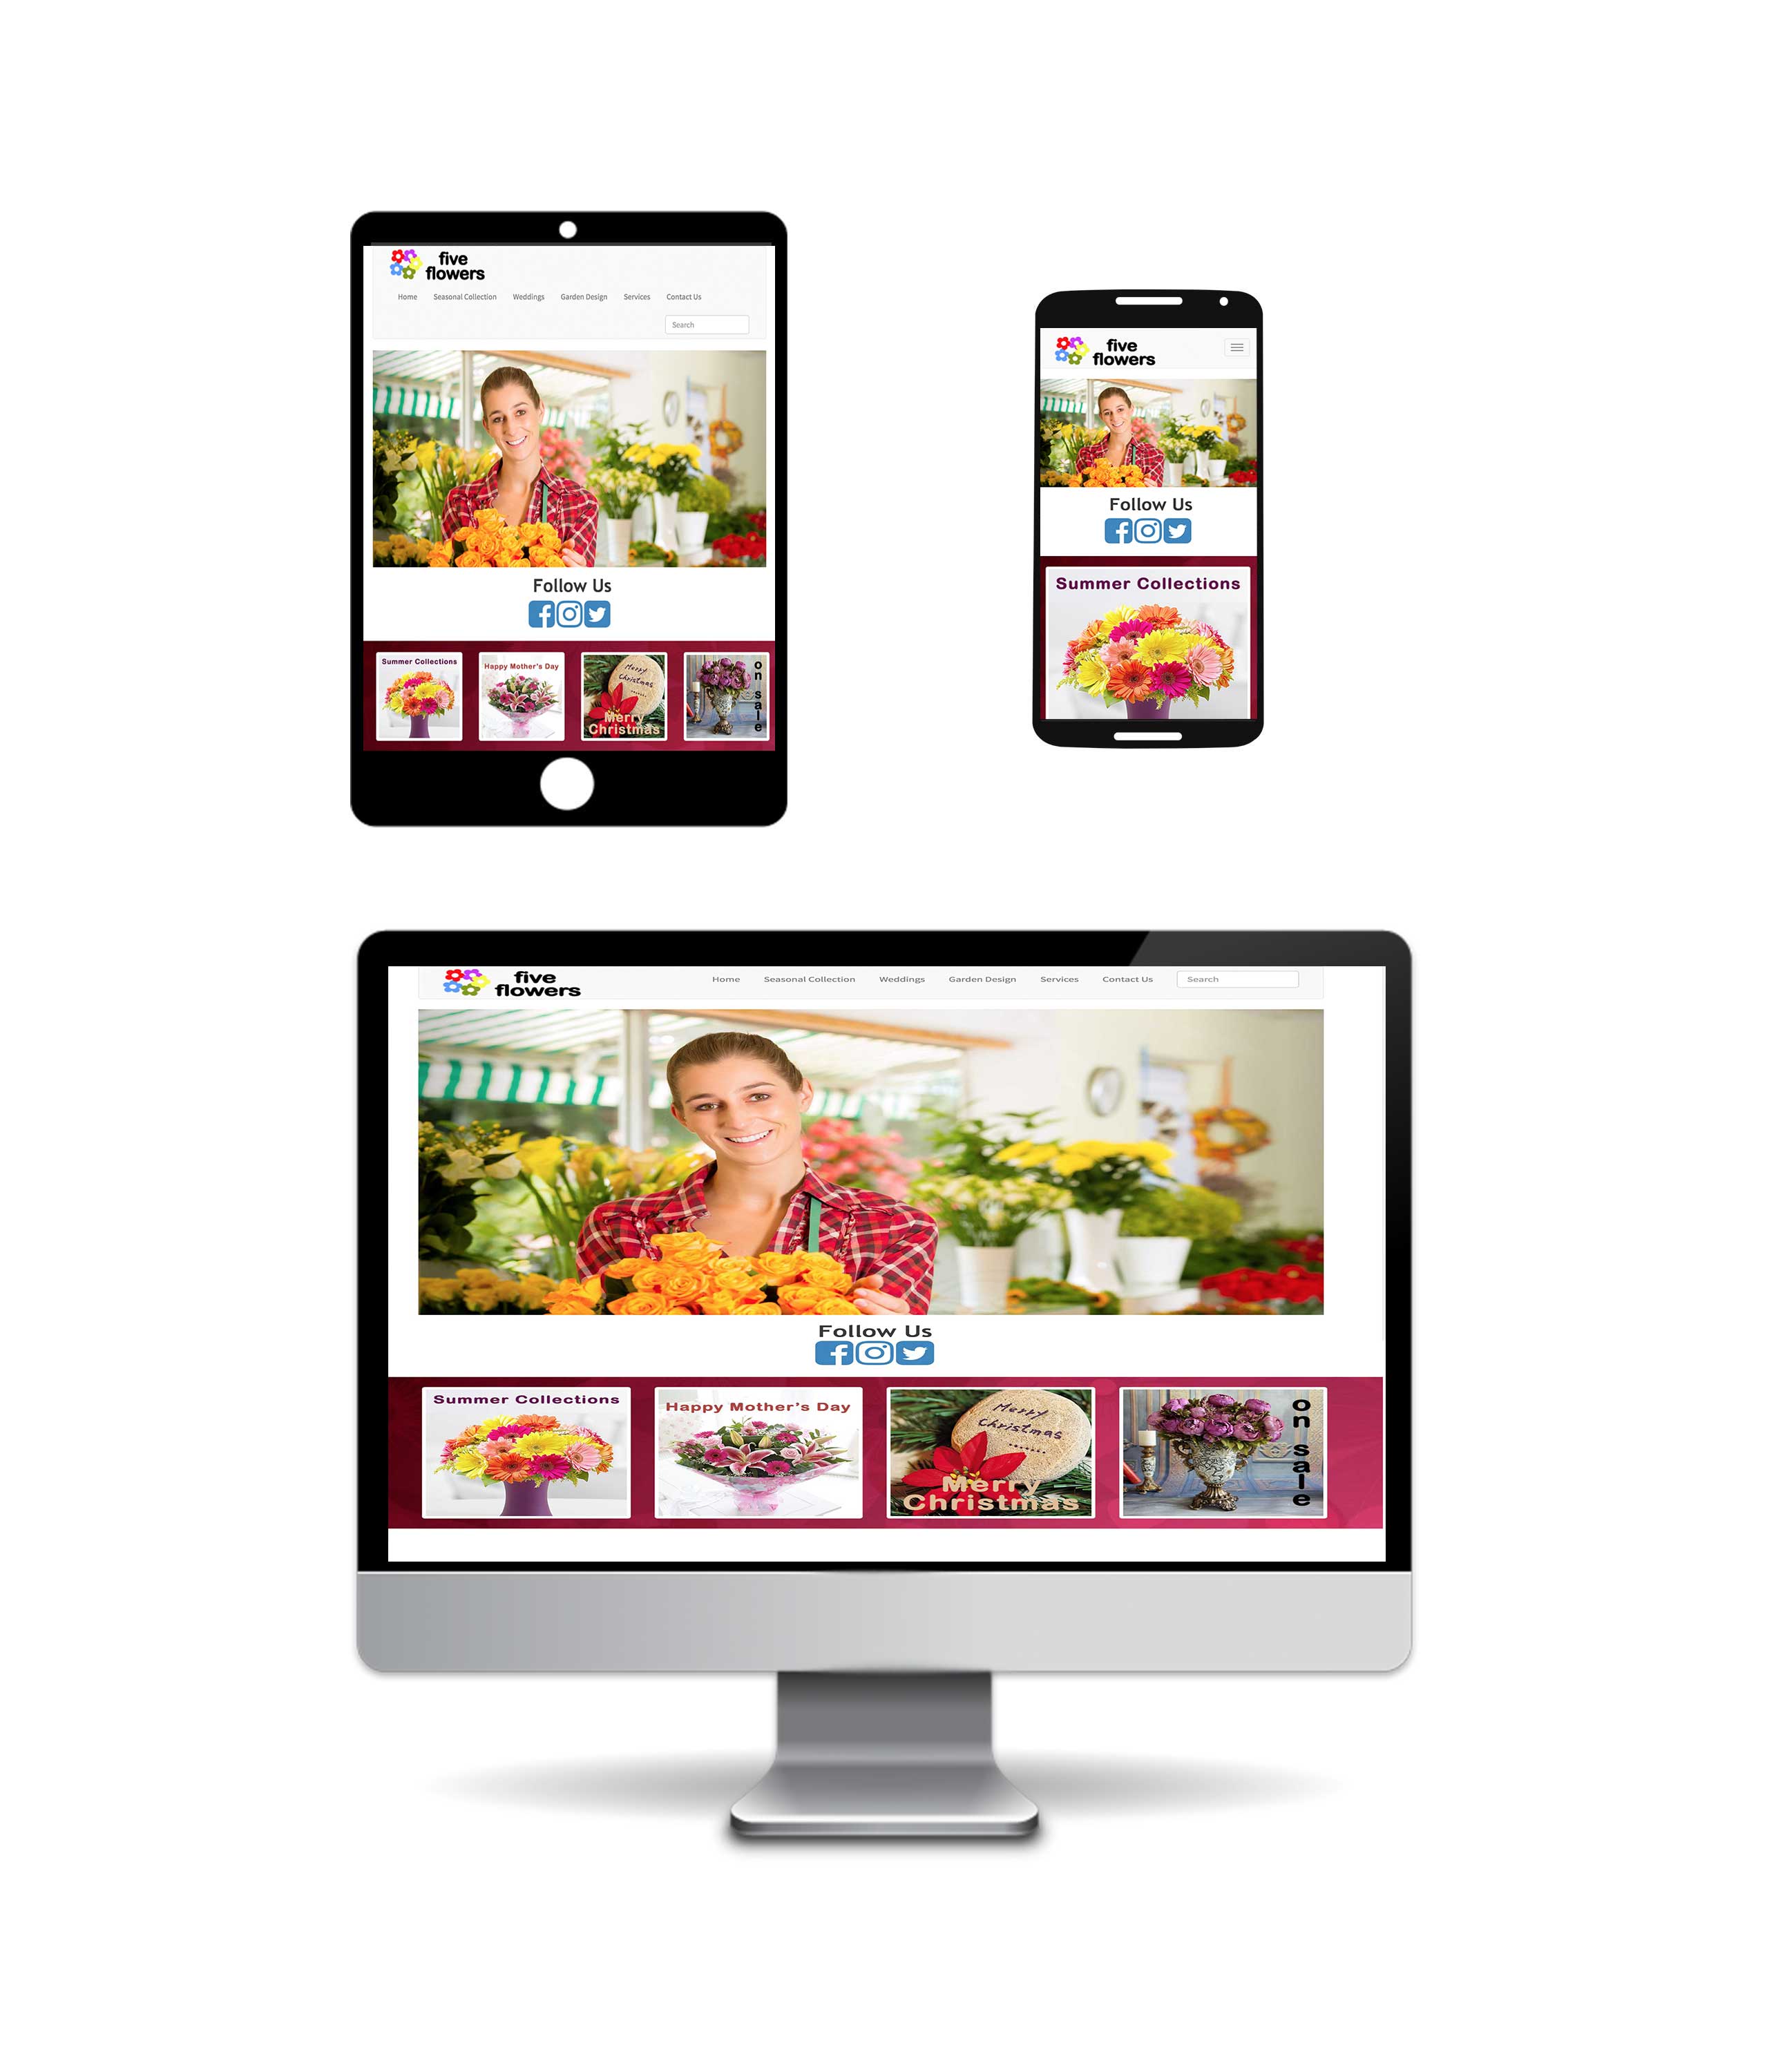 five
flowers
Home Seasonal Collection Weddings Garden Design Services Contact Us
Search
Follow Us
Summer Collections
Happy Mother's Day
Merry
Christmas
.......
Merry
Christmas
on sale
five
flowers
Follow Us
Summer Collections
five
flowers
Home Seasonal Collection Weddings Garden Design Services Contact Us Search
Follow Us
Summer Collections
Happy Mother's Day
Merry
Christmas
.......
Merry
Christmas
on sale